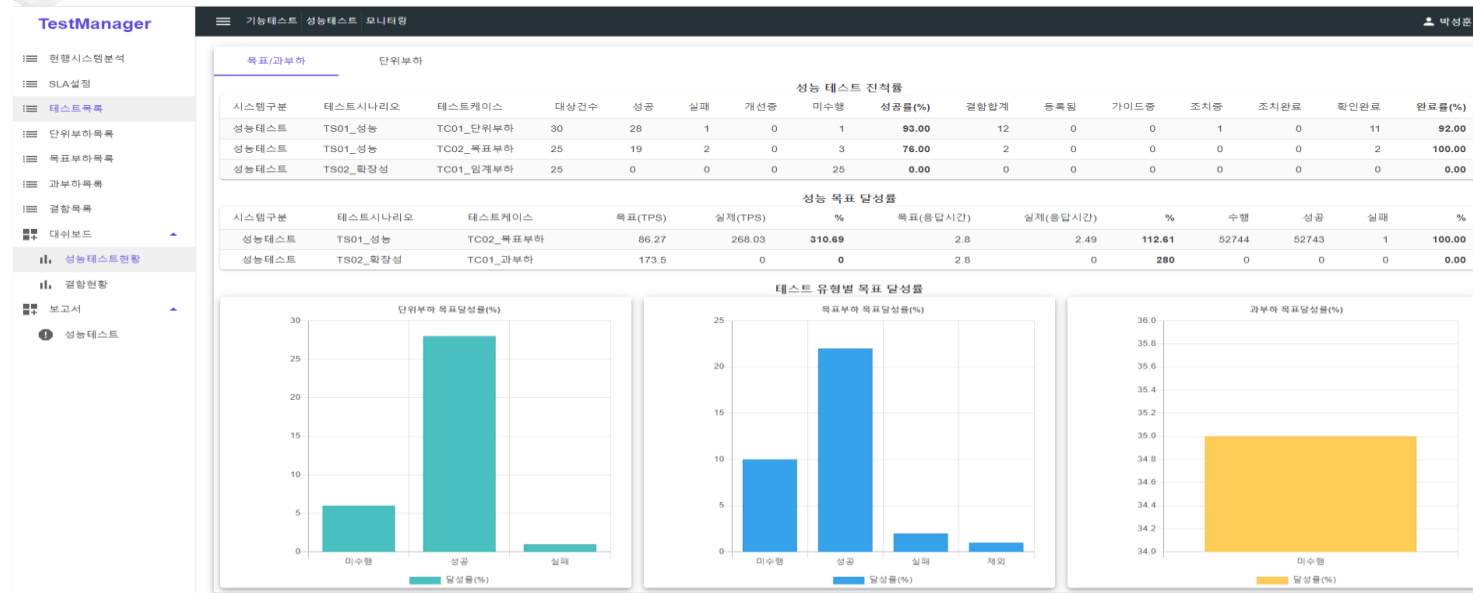 TestManager
기능테스트 성능테스트 모니터링
박성훈
현행시스템분석
SLA설정
테스트목록
단위부하목록
목표부하목록
과부하목록
결함목록
대쉬보드
성능테스트현황
결함현황
보고서
성능테스트
목표/과부하 단위부하
성능 테스트 진척률
시스템구분 테스트시나리오 테스트케이스 대상건수 성공 실패 개선중 미수행 성공률(%) 결함합계 등록됨 가이드중 조치중 조치완료 확인완료 완료률(%)
성능테스트 TS01_성능 TC01_단위부하 30 28 1 0 1 93.00 12 0 0 1 0 11 92.00
성능테스트 TS01_성능 TC02_목표부하 25 19 2 0 3 76.00 2 0 0 0 0 2 100.00
성능테스트 TS02_확장성 TC01_임계부하 25 0 0 0 25 0.00 0 0 0 0 0 0 0.00
성능 목표 달성률
시스템구분 테스트시나리오 테스트케이스 목표(TPS) 실제(TPS) % 목표(응답시간) 실제(응답시간) % 수행 성공 실패 %
성능테스트 TS01_성능 TC02_목표부하 86.27 268.03 310.69 2.8 2.49 112.61 52744 52743 1 100.00
성능테스트 TS02_확장성 TC01_과부하 173.5 0 0 2.8 0 280 0 0 0 0.00
테스트 유형별 목표 달성률
단위부하 목표달성률(%)
30
25
20
15
10
5
0
미수행 성공 실패
달성률(%)
목표부하 목표달성률(%)
25
20
15
10
5
0
미수행 성공 실패 제외
달성률(%)
과부하 목표달성률(%)
36.0
35.8
35.6
35.4
35.2
35.0
34.8
34.6
34.4
34.2
34.0
미수행
달성률(%)